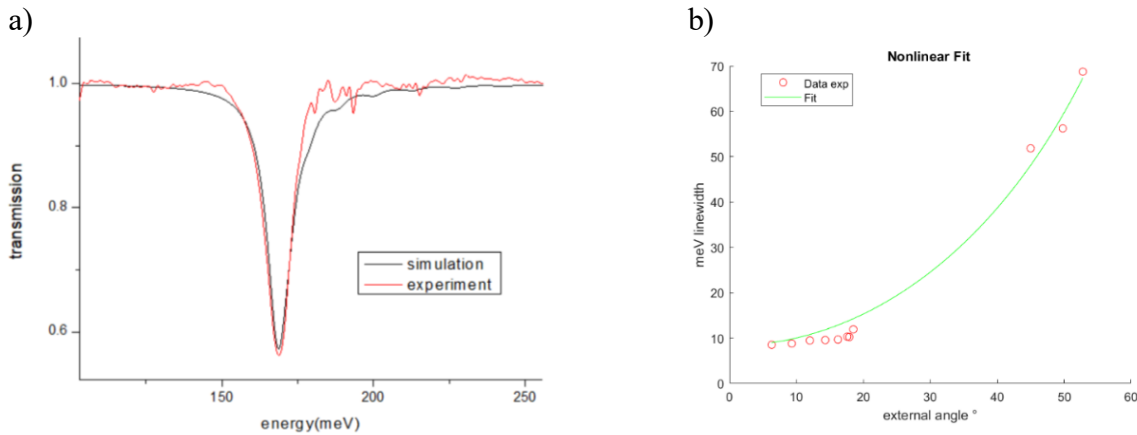 a)
1.0
0.8
0.6
transmission
simulation
experiment
150
200
250
energy(meV)
b)
Nonlinear Fit
Data exp
Fit
70
60
50
40
30
20
10
0
meV linewidth
0
10
20
30
40
50
60
external angle °